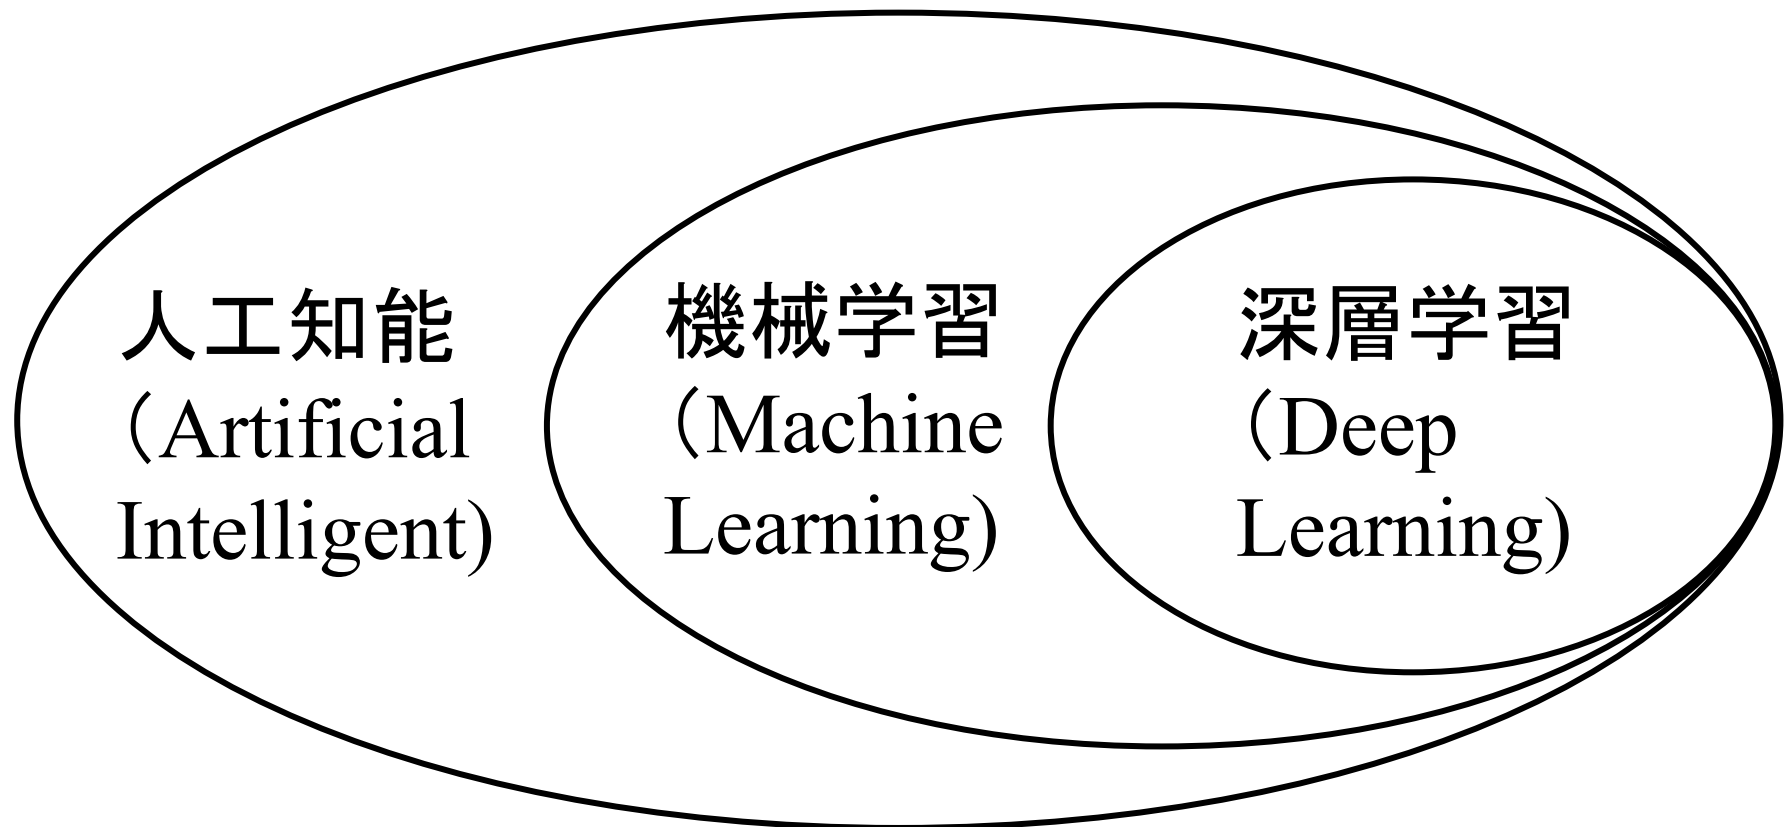 人工知能
（Artificial
Intelligent)
機械学習
（Machine
Learning)
深層学習
（Deep
Learning)